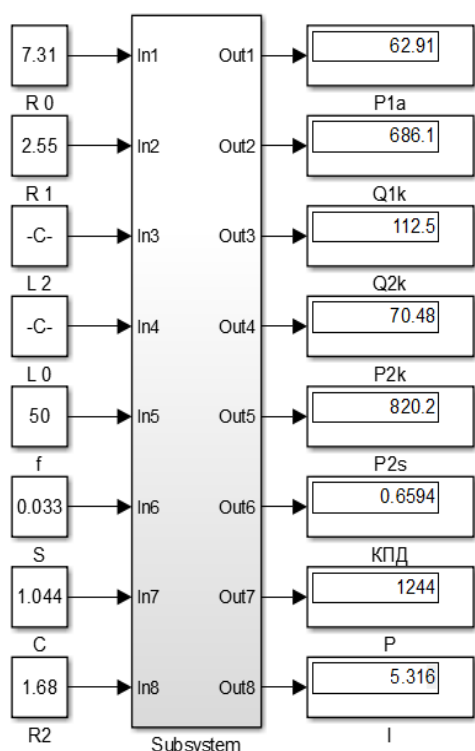 7.31 In1 Out1 62.91
R 0 P1a
2.55 In2 Out2 686.1
R 1 Q1k
-C- In3 Out3 112.5
L 2 Q2k
-C- In4 Out4 70.48
L 0 P2k
50 In5 Out5 820.2
f P2s
0.033 In6 Out6 0.6594
S КПД
1.044 In7 Out7 1244
C P
1.68 In8 Out8 5.316
R2 I
Subsystem